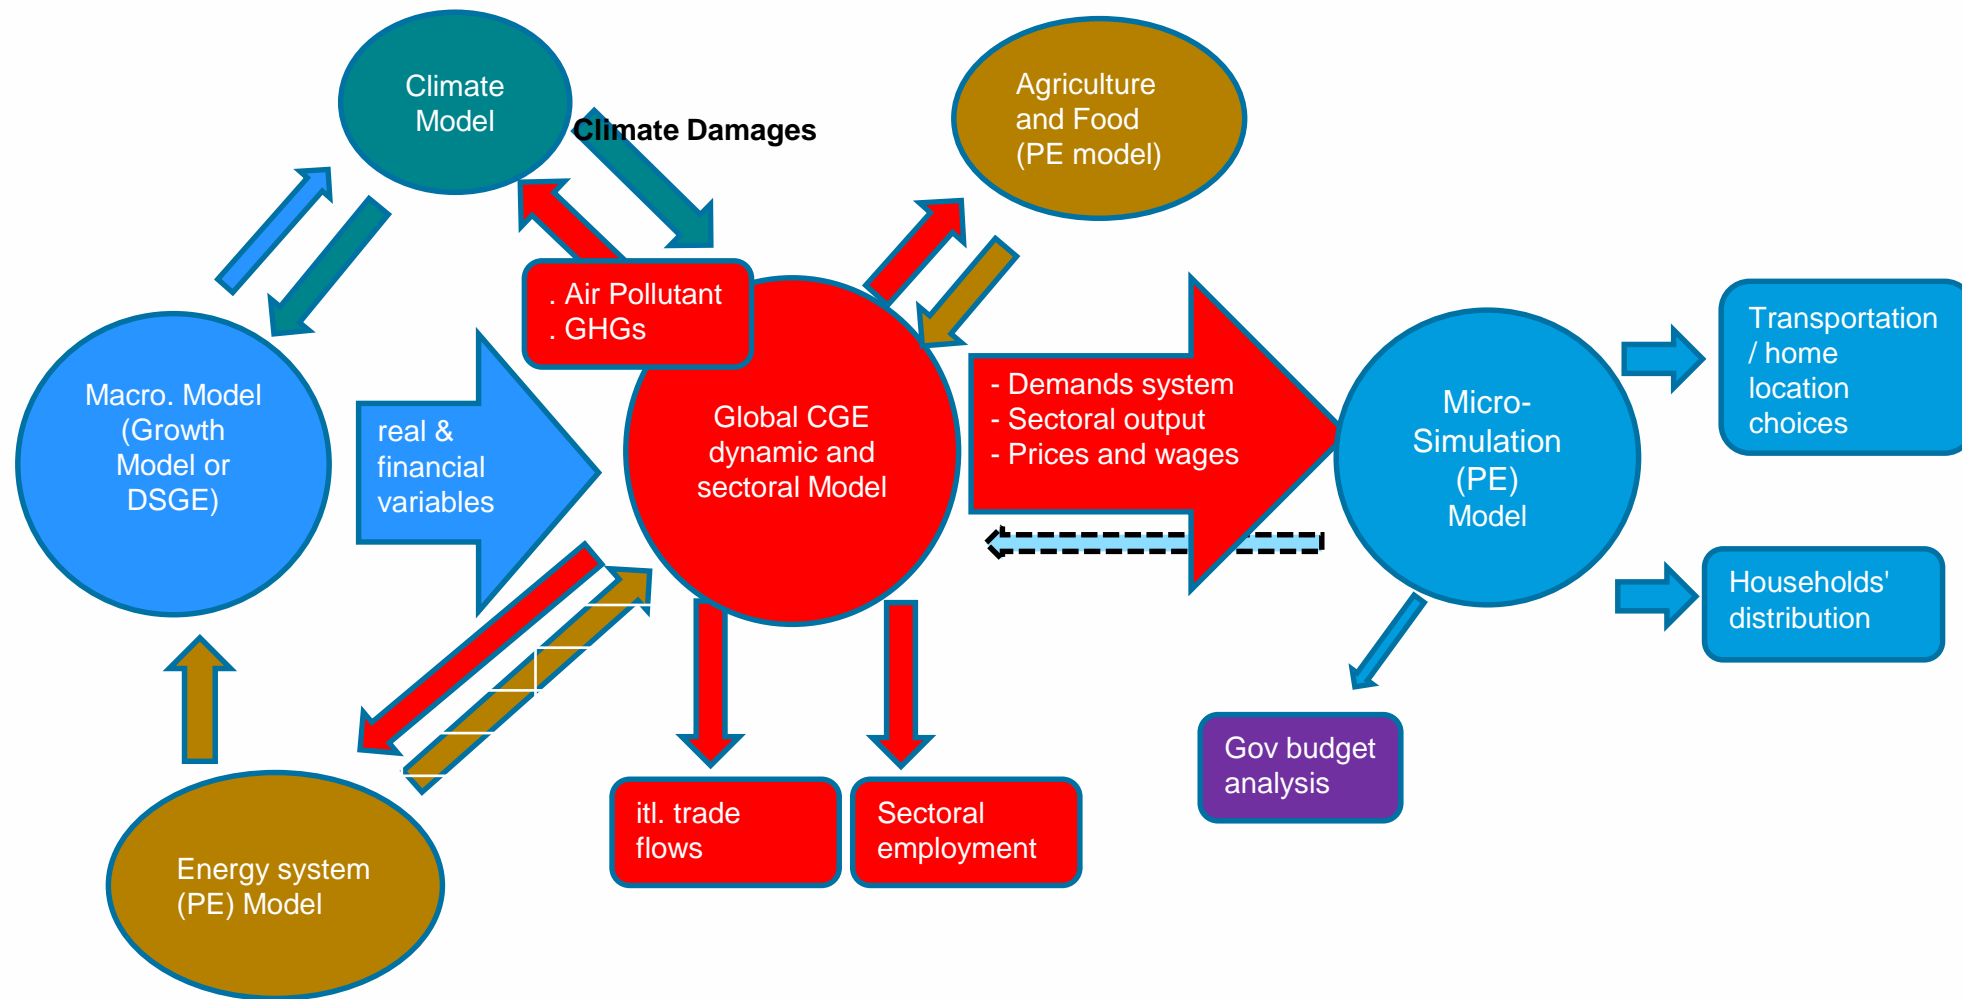 Climate
Model
Climate Damages
Agriculture
and Food
(PE model)
. Air Pollutant
. GHGs
Macro. Model
(Growth
Model or
DSGE)
real &
financial
variables
Global CGE
dynamic and
sectoral Model
- Demands system
- Sectoral output
- Prices and wages
Micro-
Simulation
(PE)
Model
Transportation
/ home
location
choices
Households'
distribution
Gov budget
analysis
itl. trade
flows
Sectoral
employment
Energy system
(PE) Model